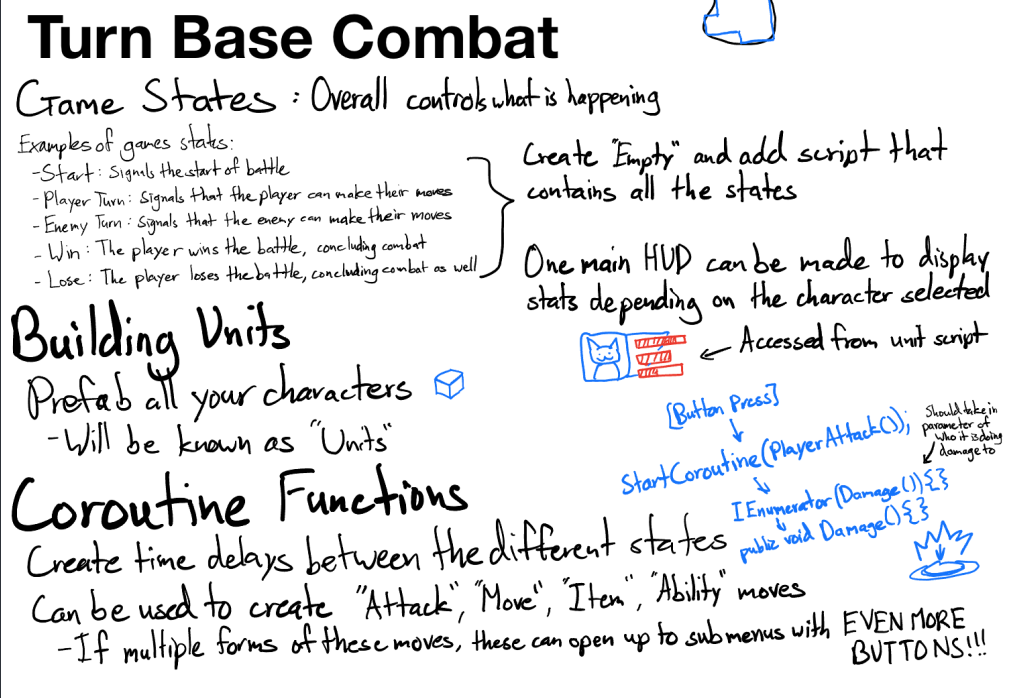 Turn Base Combat
Game States : Overall controls what is happening
Examples of games states:
-Start: Signals the start of battle
- Player Turn: Signals that the player can make their moves
- Enemy Turn: Signals that the enemy can make their moves
- Win: The player wins the battle, concluding combat
- Lose: The player loses the battle, concluding combat as well
Create "Empty" and add script that
contains all the states
One main HUD can be made to display
stats depending on the character selected
Accessed from unit script
Building Units
Prefab all your characters
-Will be known as "Units"
[Button Press]
StartCoroutine(PlayerAttack());
IEnumerator(Damage()){}
public void Damage(){}
Should take in
parameter of
who it is doing
damage to
Coroutine Functions
Create time delays between the different states
Can be used to create "Attack", "Move", "Item", "Ability" moves
-If multiple forms of these moves, these can open up to submenus with EVEN MORE
BUTTONS!!!